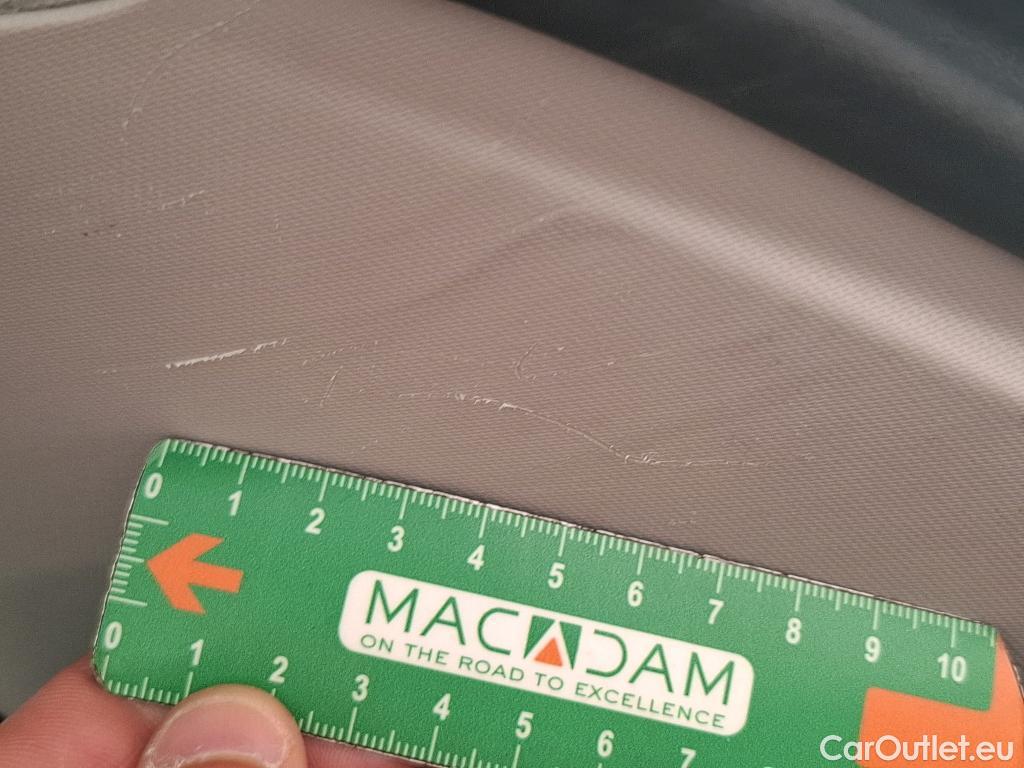 0 1 2 3 4 5 6 7 8 9 10
MACADAM
ON THE ROAD TO EXCELLENCE
0 1 2 3 4 5 6 7
CarOutlet.eu